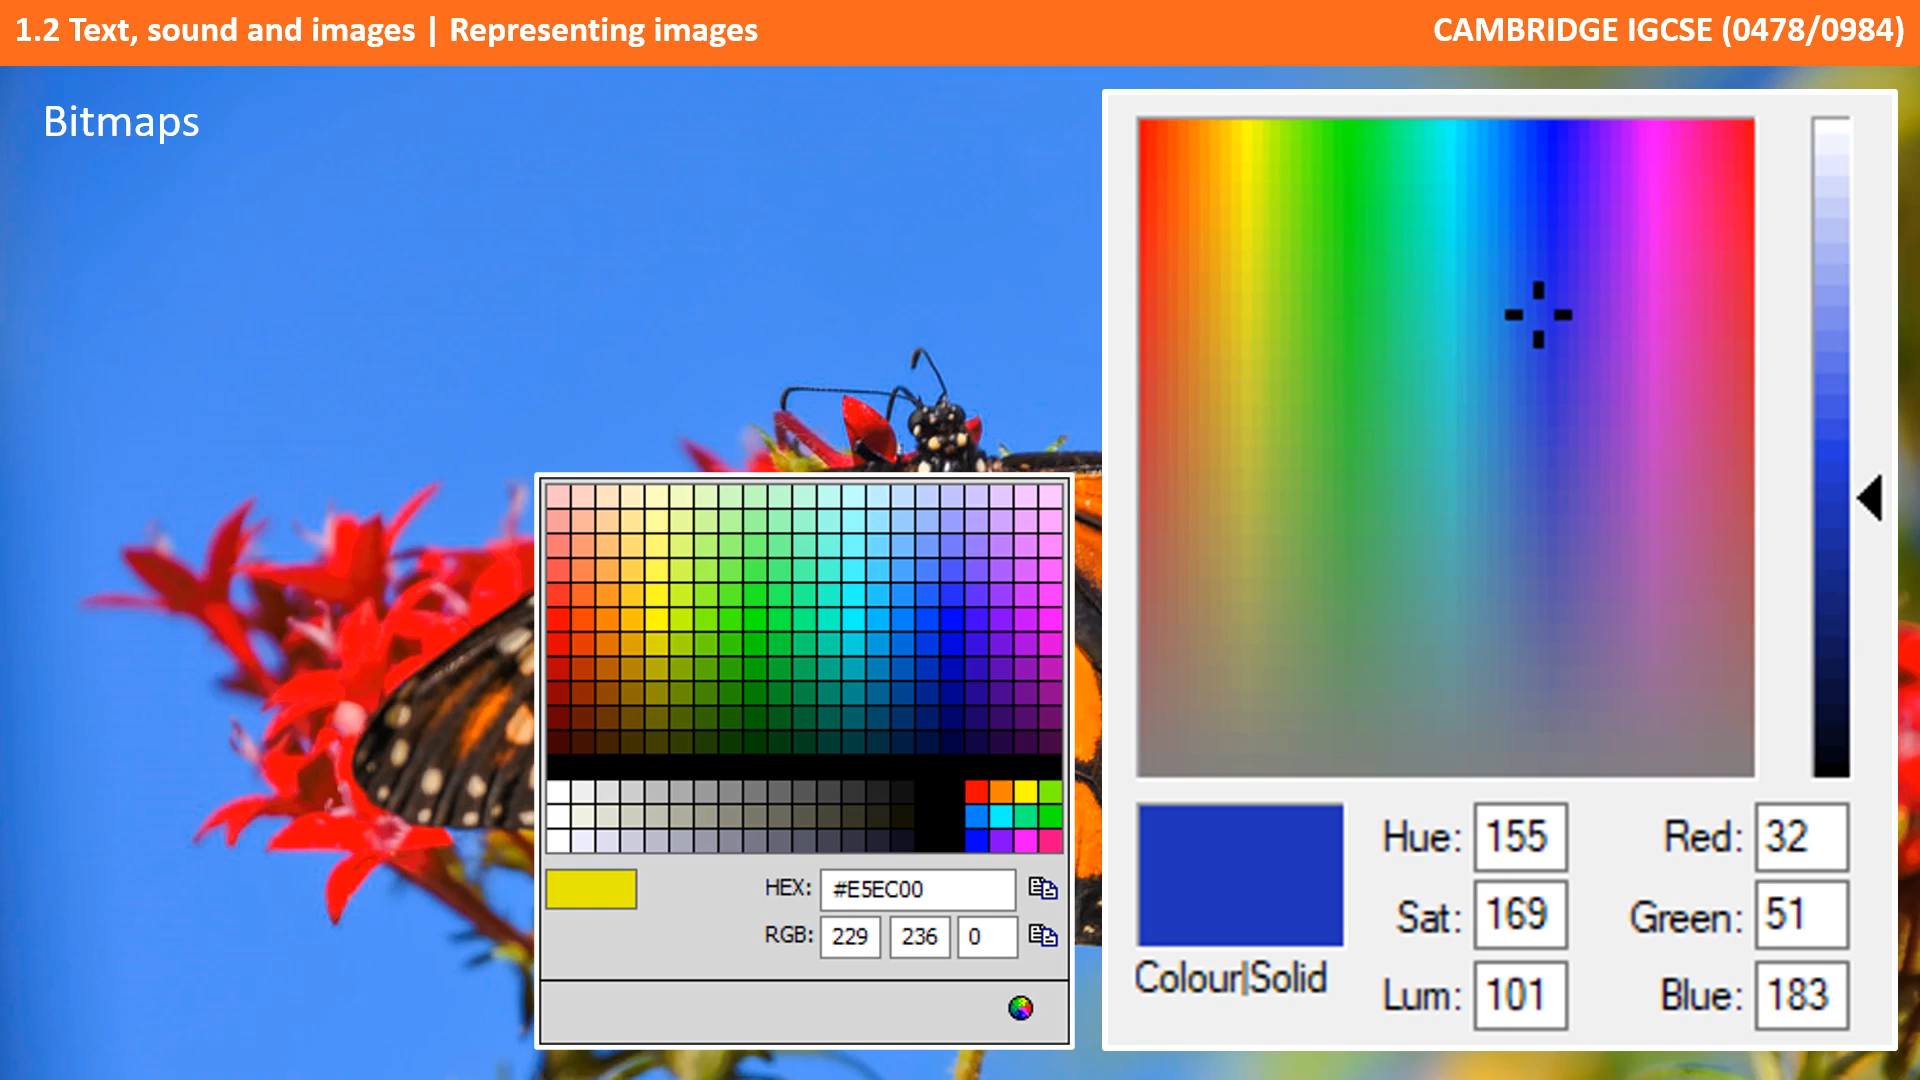 1.2 Text, sound and images | Representing images
CAMBRIDGE IGCSE (0478/0984)
Bitmaps
HEX: #E5EC00
RGB: 229 236 0
Colour|Solid
Hue: 155
Sat: 169
Lum: 101
Red: 32
Green: 51
Blue: 183